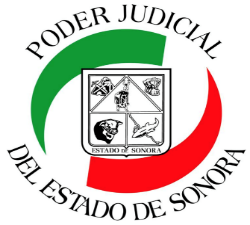 PODER JUDICIAL
ESTADO DE SONORA
DEL ESTADO DE SONORA